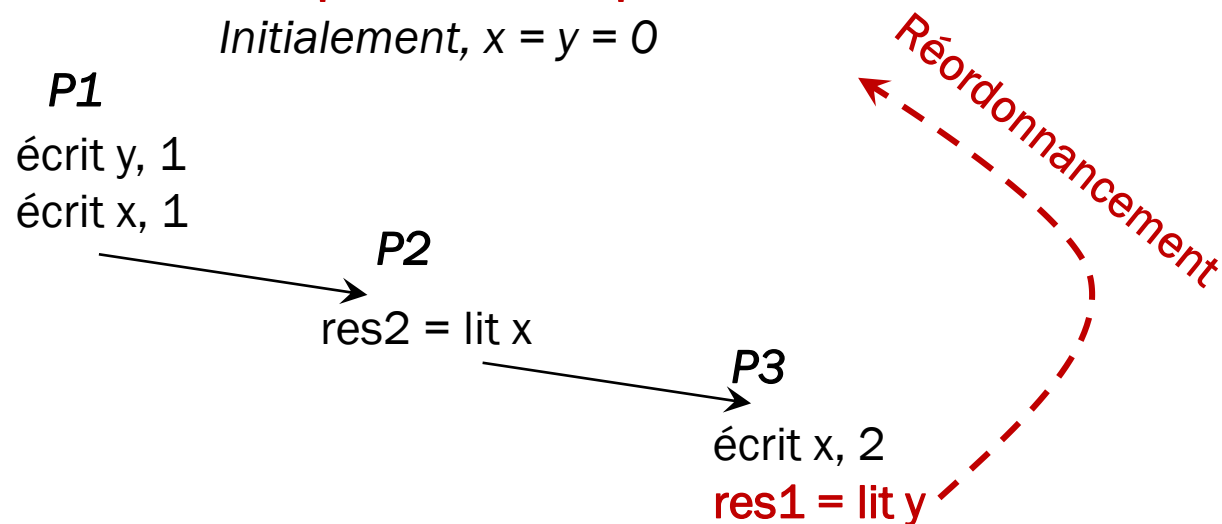 Initialement, x = y = 0
Réordonnancement
P1
écrit y, 1
écrit x, 1
P2
res2 = lit x
P3
écrit x, 2
res1 = lit y